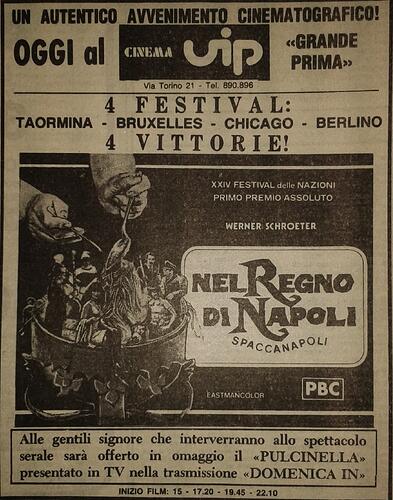 UN AUTENTICO AVVENIMENTO CINEMATOGRAFICO!
OGGI al CINEMA vip «GRANDE PRIMA»
Via Torino 21 - Tel. 890.896
4 FESTIVAL:
TAORMINA - BRUXELLES - CHICAGO - BERLINO
4 VITTORIE!
XXIV FESTIVAL delle NAZIONI
PRIMO PREMIO ASSOLUTO
WERNER SCHROETER
NEL REGNO
DI NAPOLI
SPACCANAPOLI
EASTMANCOLOR
PBC
Alle gentili signore che interverranno allo spettacolo
serale sarà offerto in omaggio il «PULCINELLA»
presentato in TV nella trasmissione «DOMENICA IN»
INIZIO FILM: 15 - 17.20 - 19.45 - 22.10